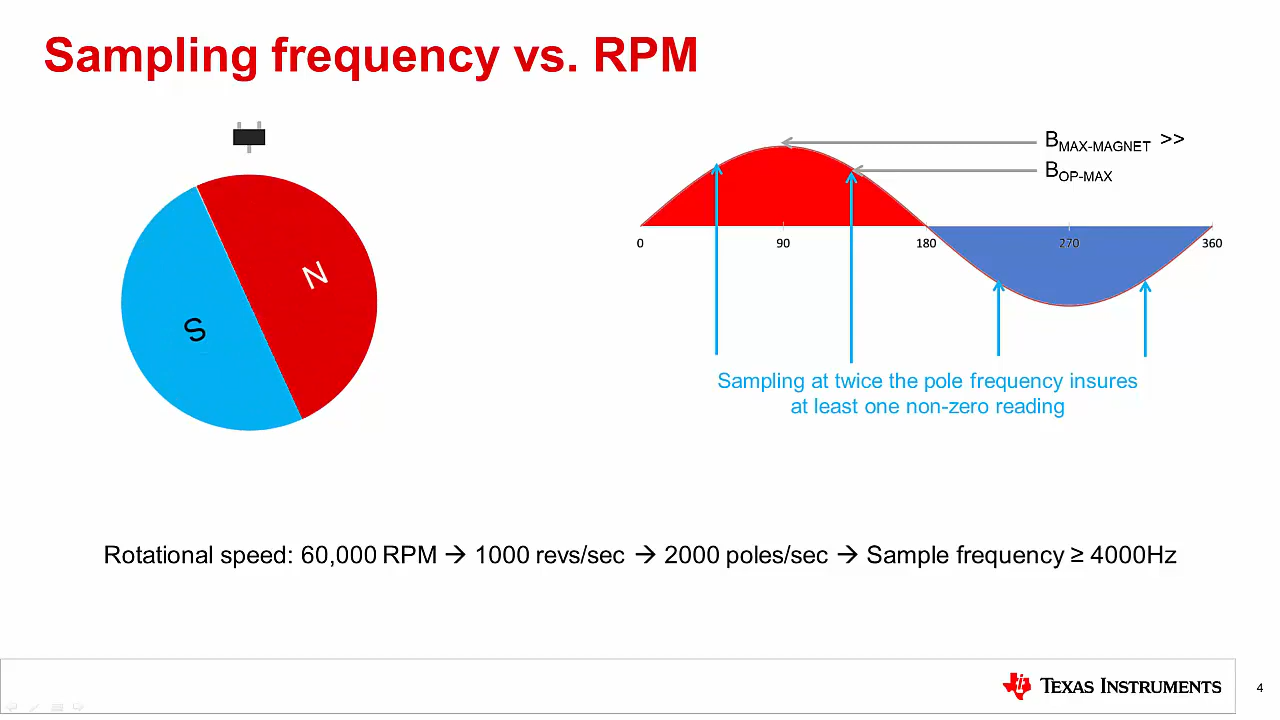 Sampling frequency vs. RPM
N
S
BMAX-MAGNET >>
BOP-MAX
0 90 180 270 360
Sampling at twice the pole frequency insures
at least one non-zero reading
Rotational speed: 60,000 RPM → 1000 revs/sec → 2000 poles/sec → Sample frequency ≥ 4000Hz
TEXAS INSTRUMENTS
4